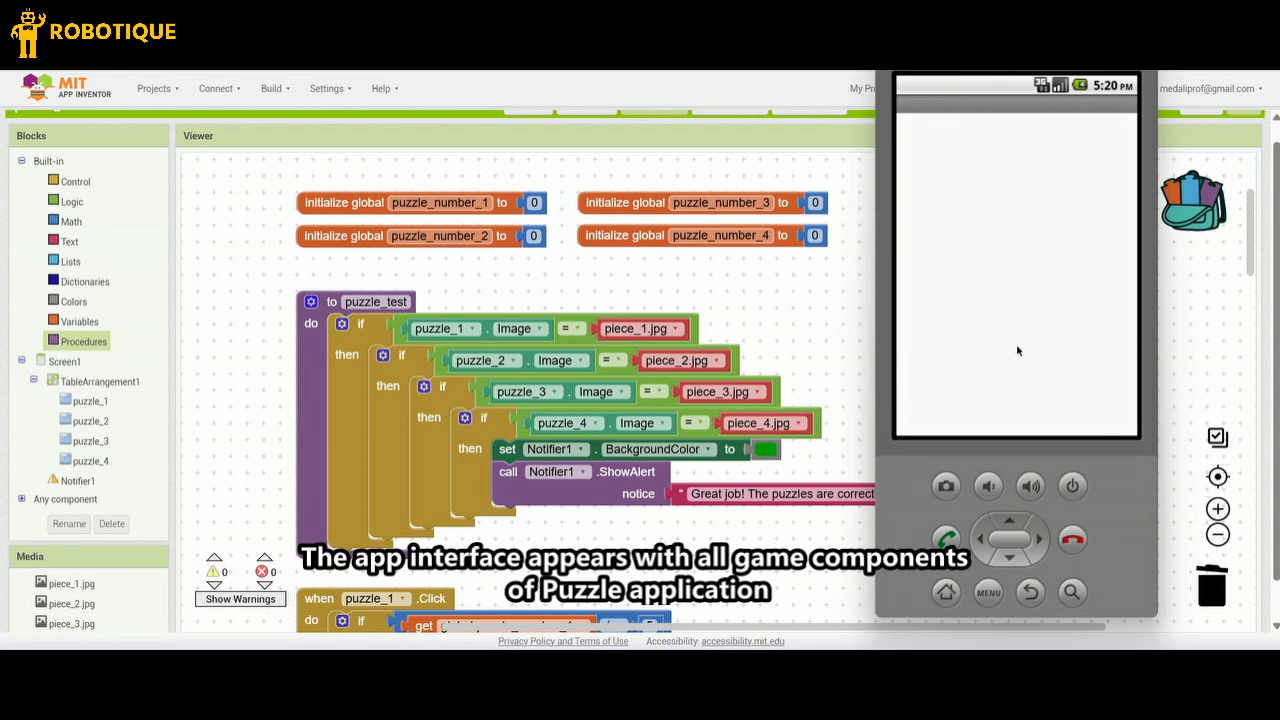 ROBOTIQUE
MIT
APP INVENTOR
Projects
Connect
Build
Settings
Help
My Pr
medaliprof@gmail.com
5:20 PM
Blocks
Viewer
Built-in
Control
Logic
Math
Text
Lists
Dictionaries
Colors
Variables
Procedures
Screen1
TableArrangement1
puzzle_1
puzzle_2
puzzle_3
puzzle_4
Notifier1
Any component
Rename Delete
Media
piece_1.jpg
piece_2.jpg
piece_3.jpg
initialize global puzzle_number_1 to 0
initialize global puzzle_number_3 to 0
initialize global puzzle_number_2 to 0
initialize global puzzle_number_4 to 0
to puzzle_test
do if puzzle_1 . Image = piece_1.jpg
then if puzzle_2 . Image = piece_2.jpg
then if puzzle_3 . Image = piece_3.jpg
then if puzzle_4 . Image = piece_4.jpg
then set Notifier1 . BackgroundColor to
call Notifier1 .ShowAlert
notice " Great job! The puzzles are correct
The app interface appears with all game components
of Puzzle application
0 0
Show Warnings
when puzzle_1 .Click
do if get
MENU
Privacy Policy and Terms of Use
Accessibility: accessibility.mit.edu